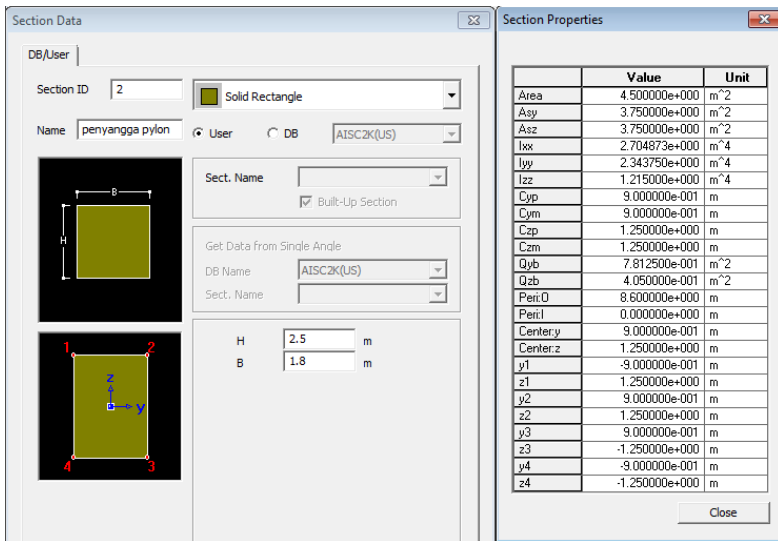 Section Data
DB/User
Section ID 2 Solid Rectangle
Name penyangga pylon User DB AISC2K(US)
B
H
Sect. Name
Built-Up Section
Get Data from Single Angle
DB Name AISC2K(US)
Sect. Name
H 2.5 m
B 1.8 m
1 2
z
y
4 3
Section Properties
Value Unit
Area 4.500000e+000 m^2
Asy 3.750000e+000 m^2
Asz 3.750000e+000 m^2
Ixx 2.704873e+000 m^4
Iyy 2.343750e+000 m^4
Izz 1.215000e+000 m^4
Cyp 9.000000e-001 m
Cym 9.000000e-001 m
Czp 1.250000e+000 m
Czm 1.250000e+000 m
Qyb 7.812500e-001 m^2
Qzb 4.050000e-001 m^2
Peri:O 8.600000e+000 m
Peri:I 0.000000e+000 m
Center:y 9.000000e-001 m
Center:z 1.250000e+000 m
y1 -9.000000e-001 m
z1 1.250000e+000 m
y2 9.000000e-001 m
z2 1.250000e+000 m
y3 9.000000e-001 m
z3 -1.250000e+000 m
y4 -9.000000e-001 m
z4 -1.250000e+000 m
Close